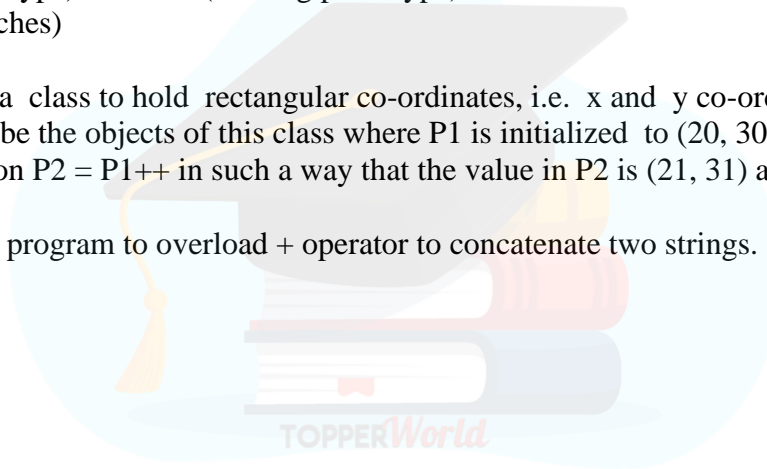 ches)
a class to hold rectangular co-ordinates, i.e. x and y co-or
be the objects of this class where P1 is initialized to (20, 30
on P2 = P1++ in such a way that the value in P2 is (21, 31) a
program to overload + operator to concatenate two strings.
TOPPERWorld